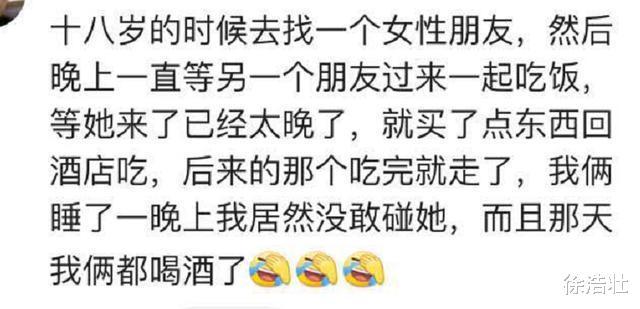 十八岁的时候去找一个女性朋友，然后
晚上一直等另一个朋友过来一起吃饭，
等她来了已经太晚了，就买了点东西回
酒店吃，后来的那个吃完就走了，我俩
睡了一晚上我居然没敢碰她，而且那天
我俩都喝酒了🤦😂🤦😂🤦😂
徐浩壮